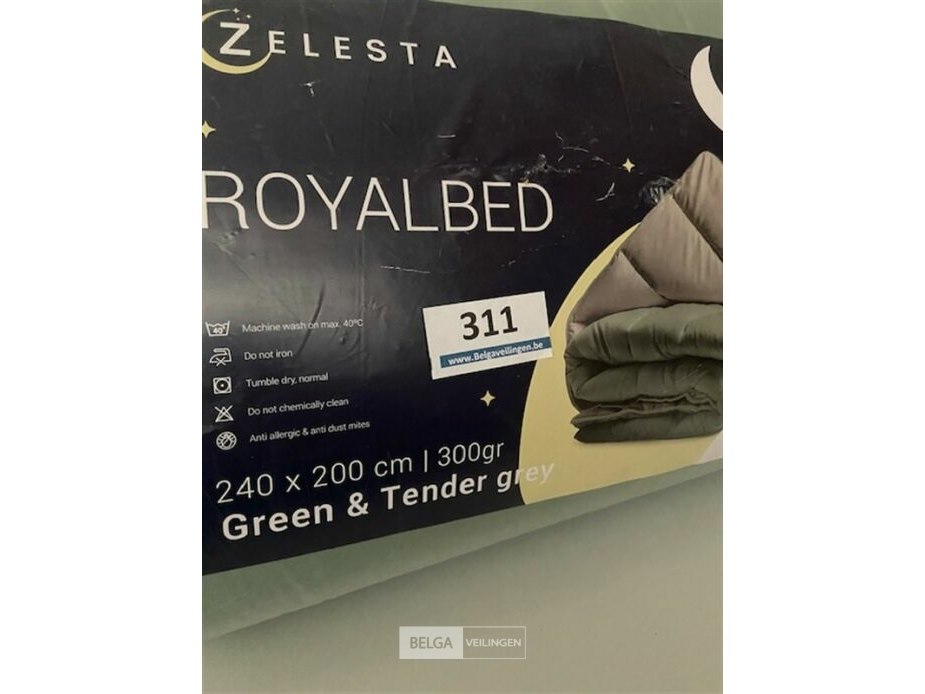 ZELESTA
ROYALBED
311
www.Belgaveilingen.be
40°
Machine wash on max. 40ºC
Do not iron
Tumble dry, normal
Do not chemically clean
Anti allergic & anti dust mites
240 x 200 cm | 300gr
Green & Tender grey
BELGA VEILINGEN